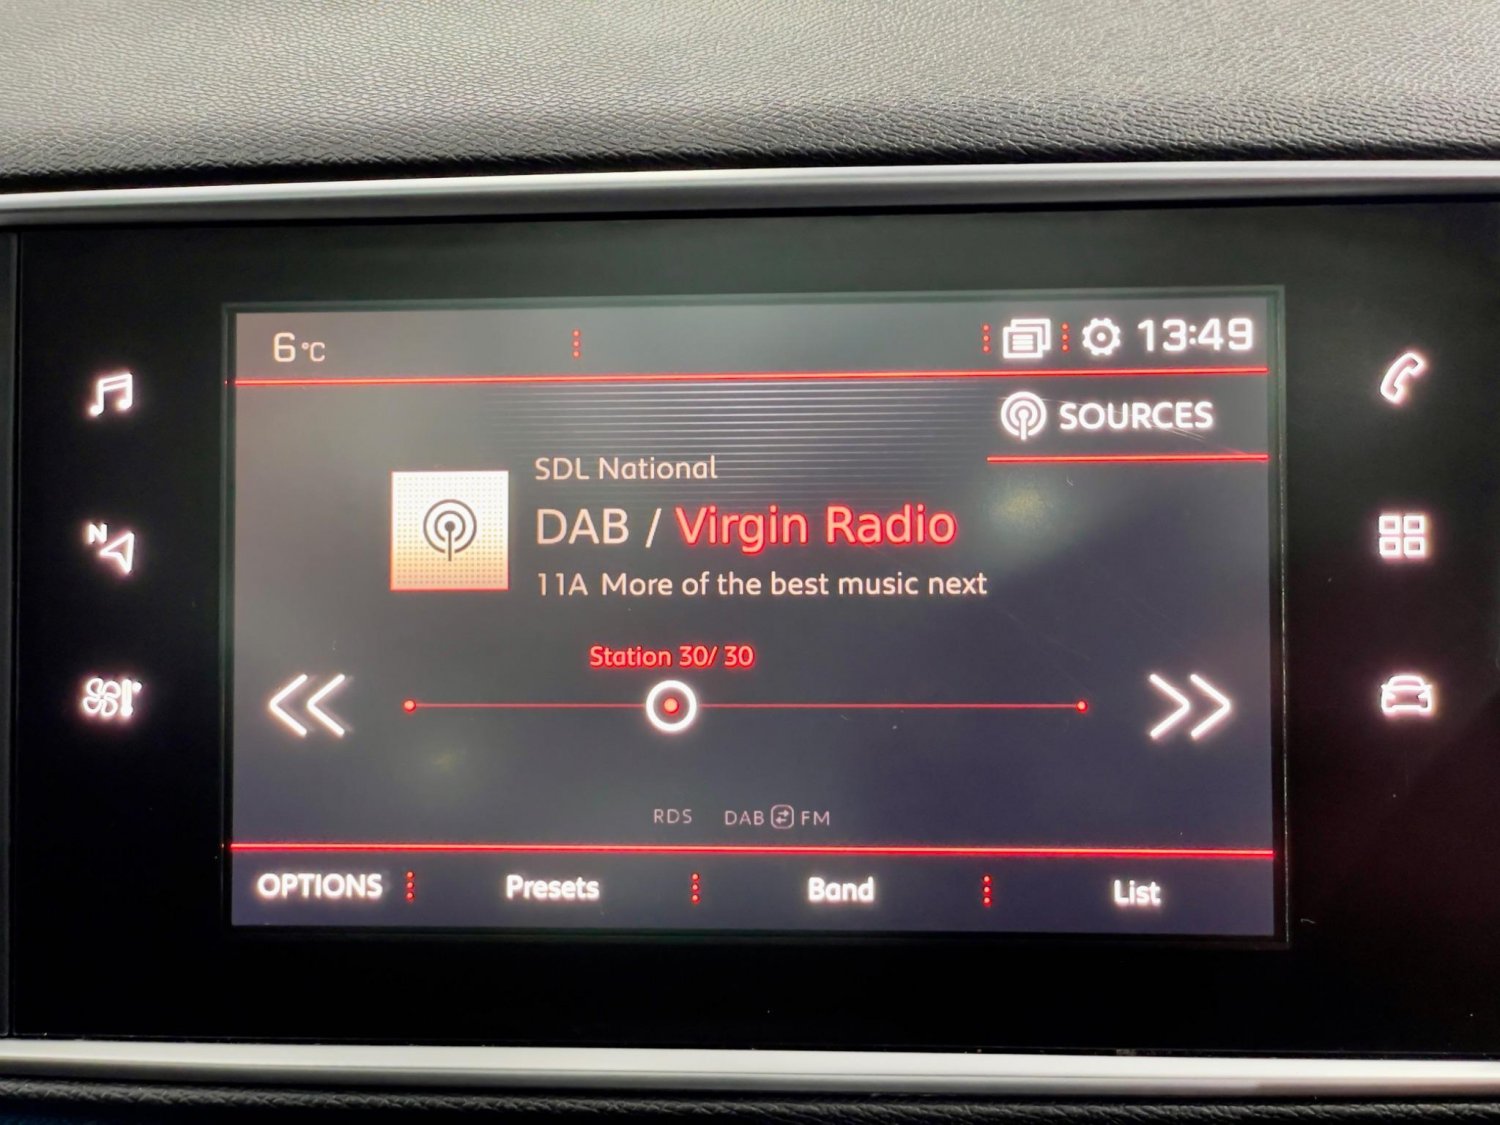 6°C
13:49
SOURCES
SDL National
DAB / Virgin Radio
11A More of the best music next
Station 30/ 30
RDS DAB FM
OPTIONS Presets Band List
N